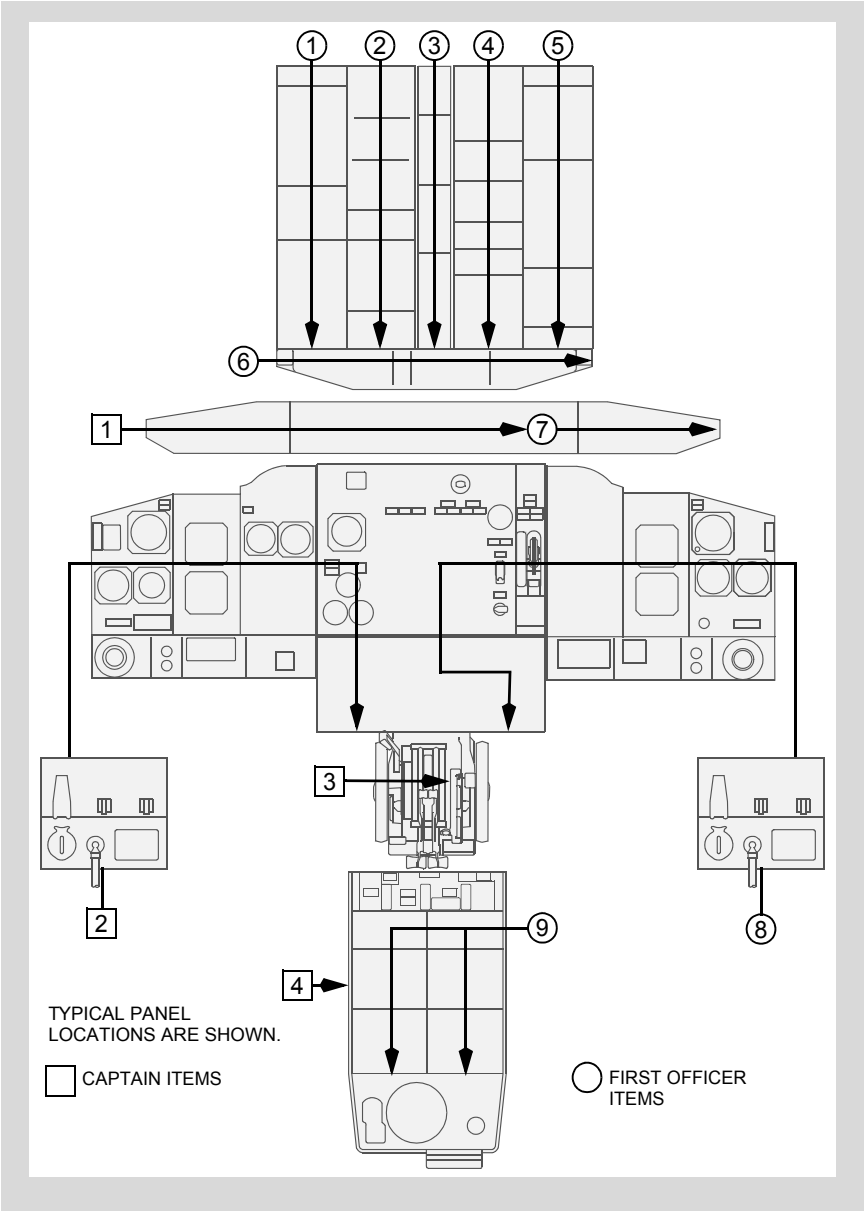 1 2 3 4 5
6
1 7
3
2 8
9
4
TYPICAL PANEL
LOCATIONS ARE SHOWN.
CAPTAIN ITEMS
FIRST OFFICER
ITEMS